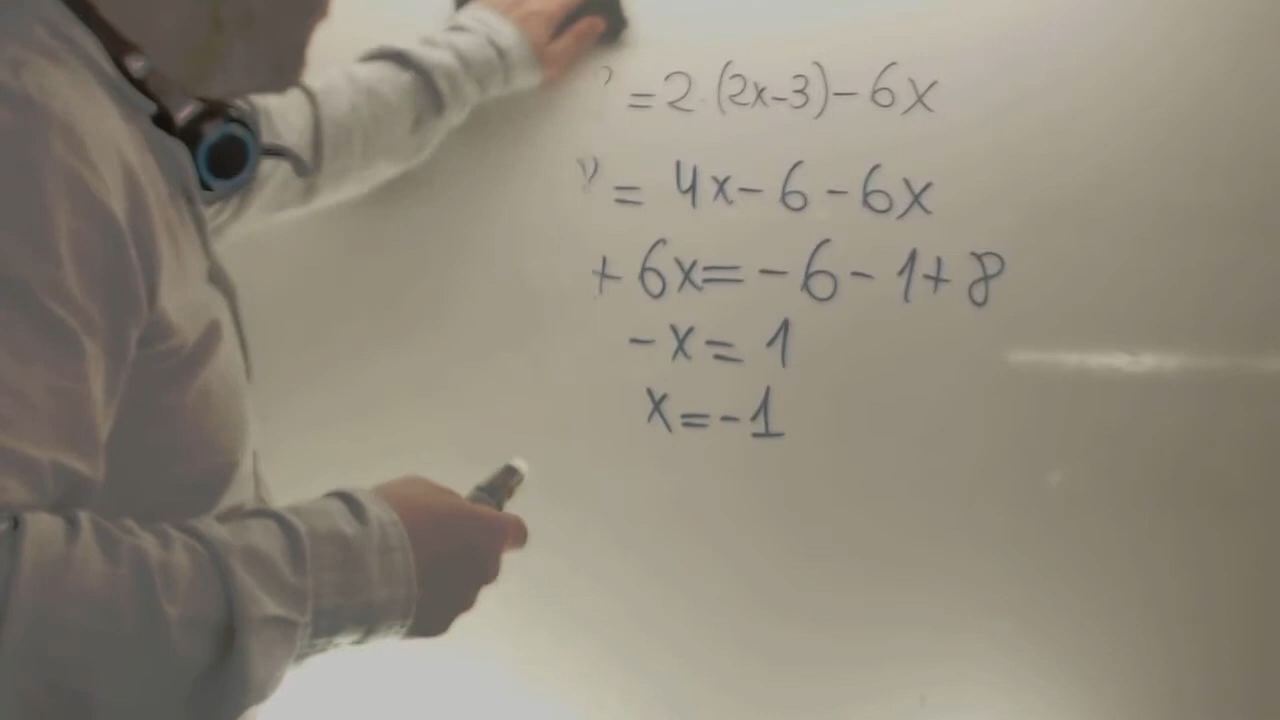 = 2 · (2x-3) - 6x
= 4x - 6 - 6x
+ 6x = - 6 - 1 + 8
- x = 1
x = - 1